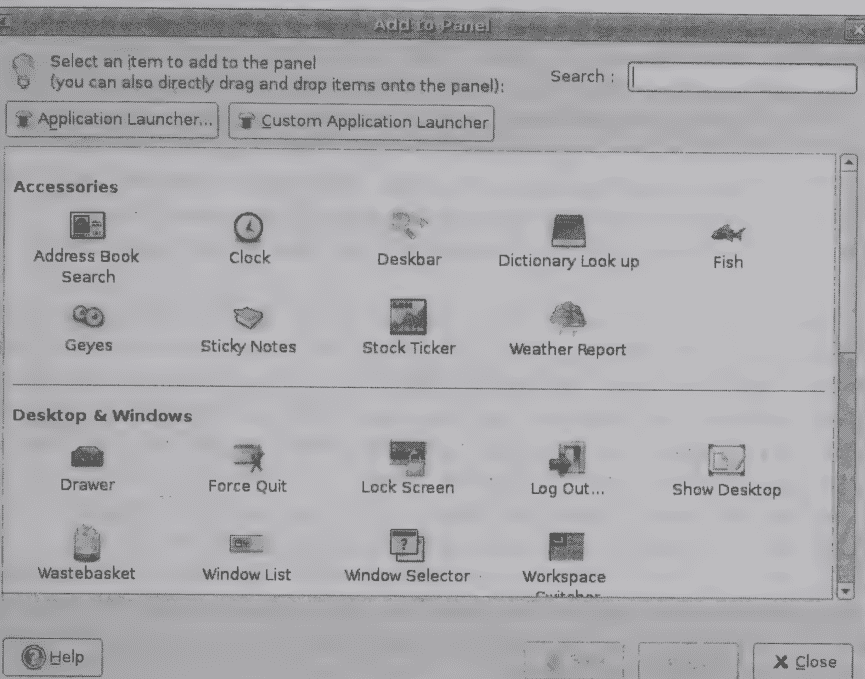 Add to Panel
Select an item to add to the panel
(you can also directly drag and drop items onto the panel):
Search :
Application Launcher...
Custom Application Launcher
Accessories
Address Book
Search
Clock
Deskbar
Dictionary Look up
Fish
Geyes
Sticky Notes
Stock Ticker
Weather Report
Desktop & Windows
Drawer
Force Quit
Lock Screen
Log Out...
Show Desktop
Wastebasket
Window List
Window Selector
Workspace
Switcher
Help
Close